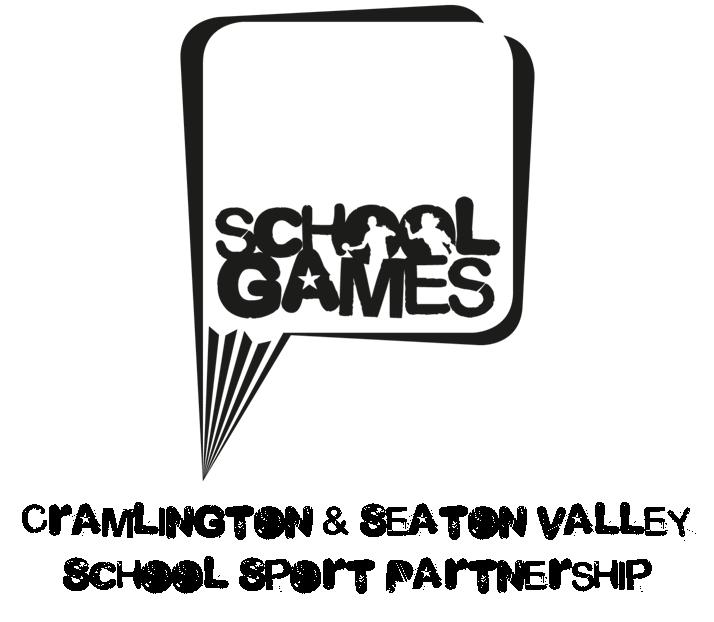 SCHOOL
GAMES
CrAMLINGTON & SEATON VALLEY
SCHOOL SPOrT PArTNErSHIP